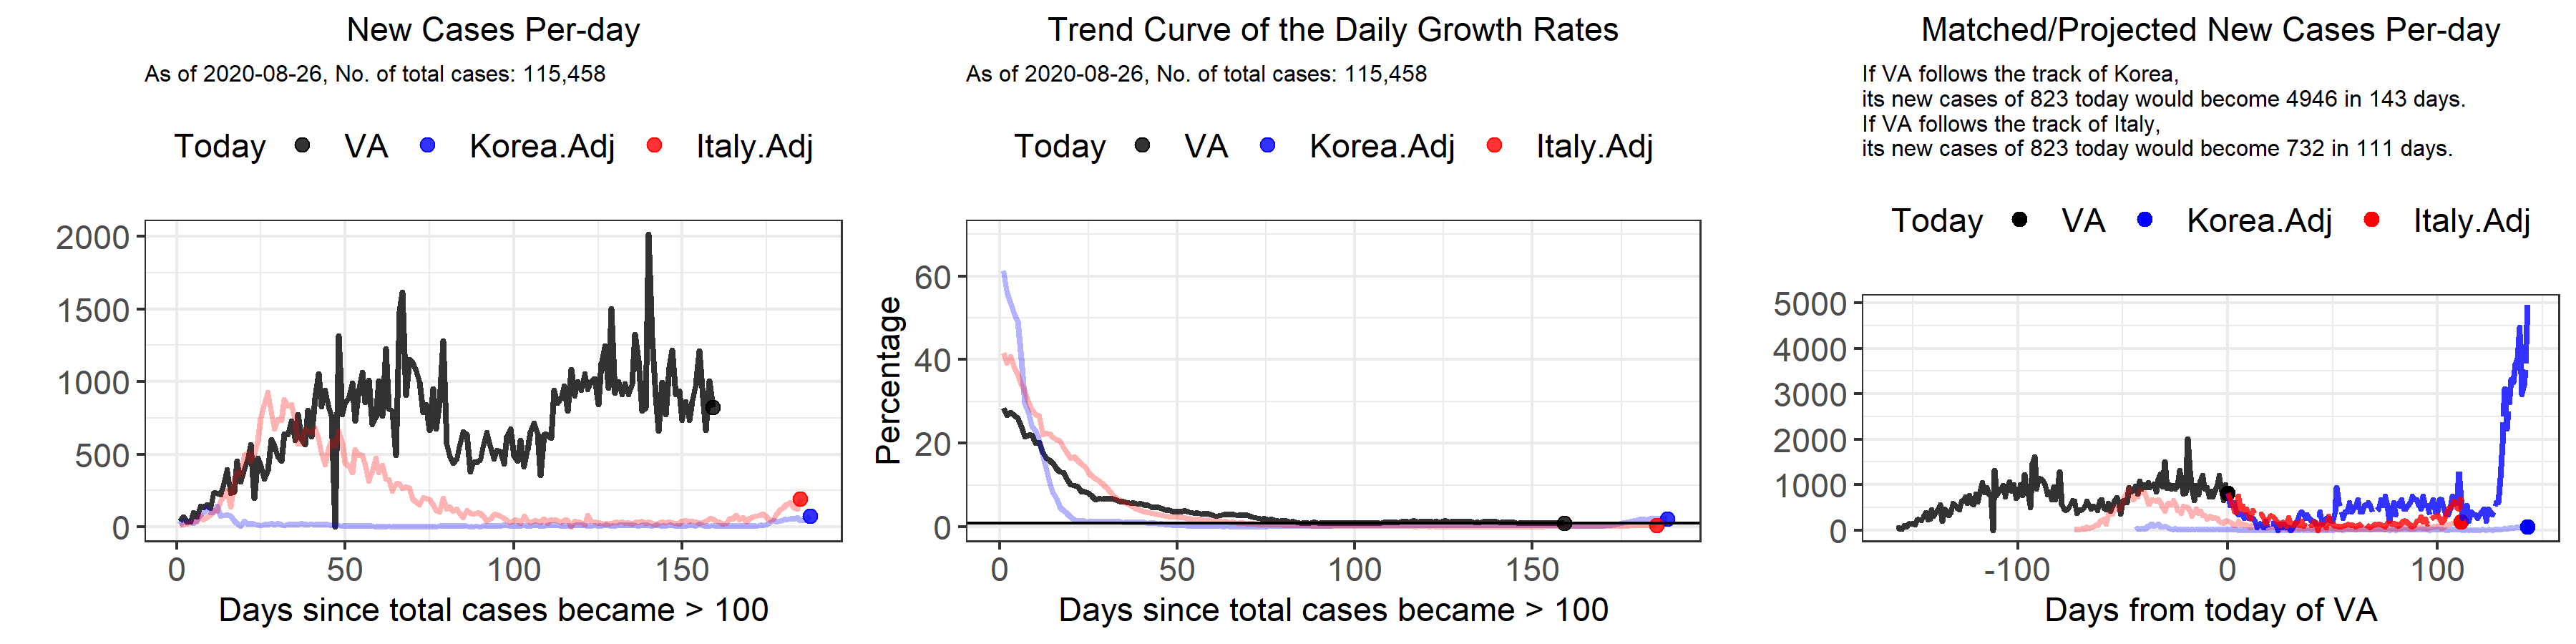 New Cases Per-day
As of 2020-08-26, No. of total cases: 115,458
Today VA Korea.Adj Italy.Adj
2000
1500
1000
500
0
0 50 100 150
Days since total cases became > 100
Trend Curve of the Daily Growth Rates
As of 2020-08-26, No. of total cases: 115,458
Today VA Korea.Adj Italy.Adj
Percentage
60
40
20
0
0 50 100 150
Days since total cases became > 100
Matched/Projected New Cases Per-day
If VA follows the track of Korea,
its new cases of 823 today would become 4946 in 143 days.
If VA follows the track of Italy,
its new cases of 823 today would become 732 in 111 days.
Today VA Korea.Adj Italy.Adj
5000
4000
3000
2000
1000
0
-100 0 100
Days from today of VA